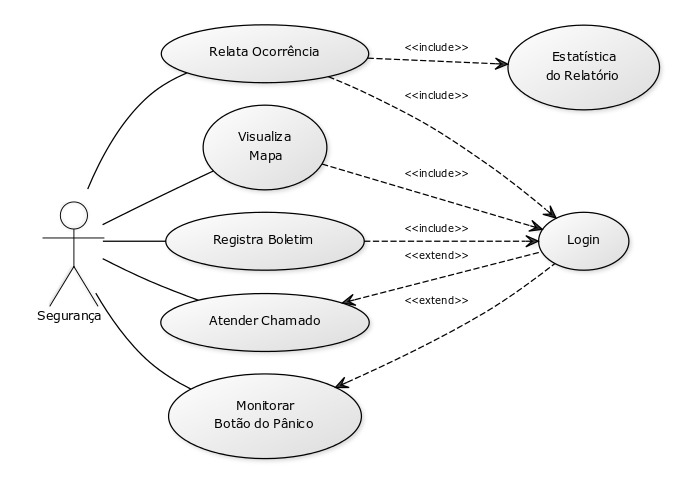 Relata Ocorrência
<<include>>
Estatística
do Relatório
<<include>>
Visualiza
Mapa
<<include>>
Registra Boletim
<<include>>
Login
<<extend>>
Segurança
Atender Chamado
<<extend>>
Monitorar
Botão do Pânico